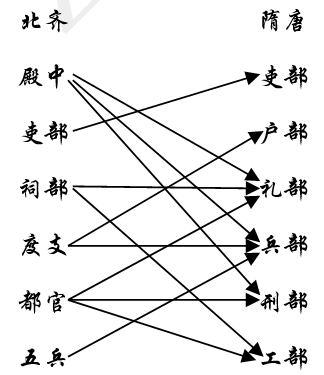 北齐 隋唐
殿中 吏部
吏部 户部
祠部 礼部
度支 兵部
都官 刑部
五兵 工部